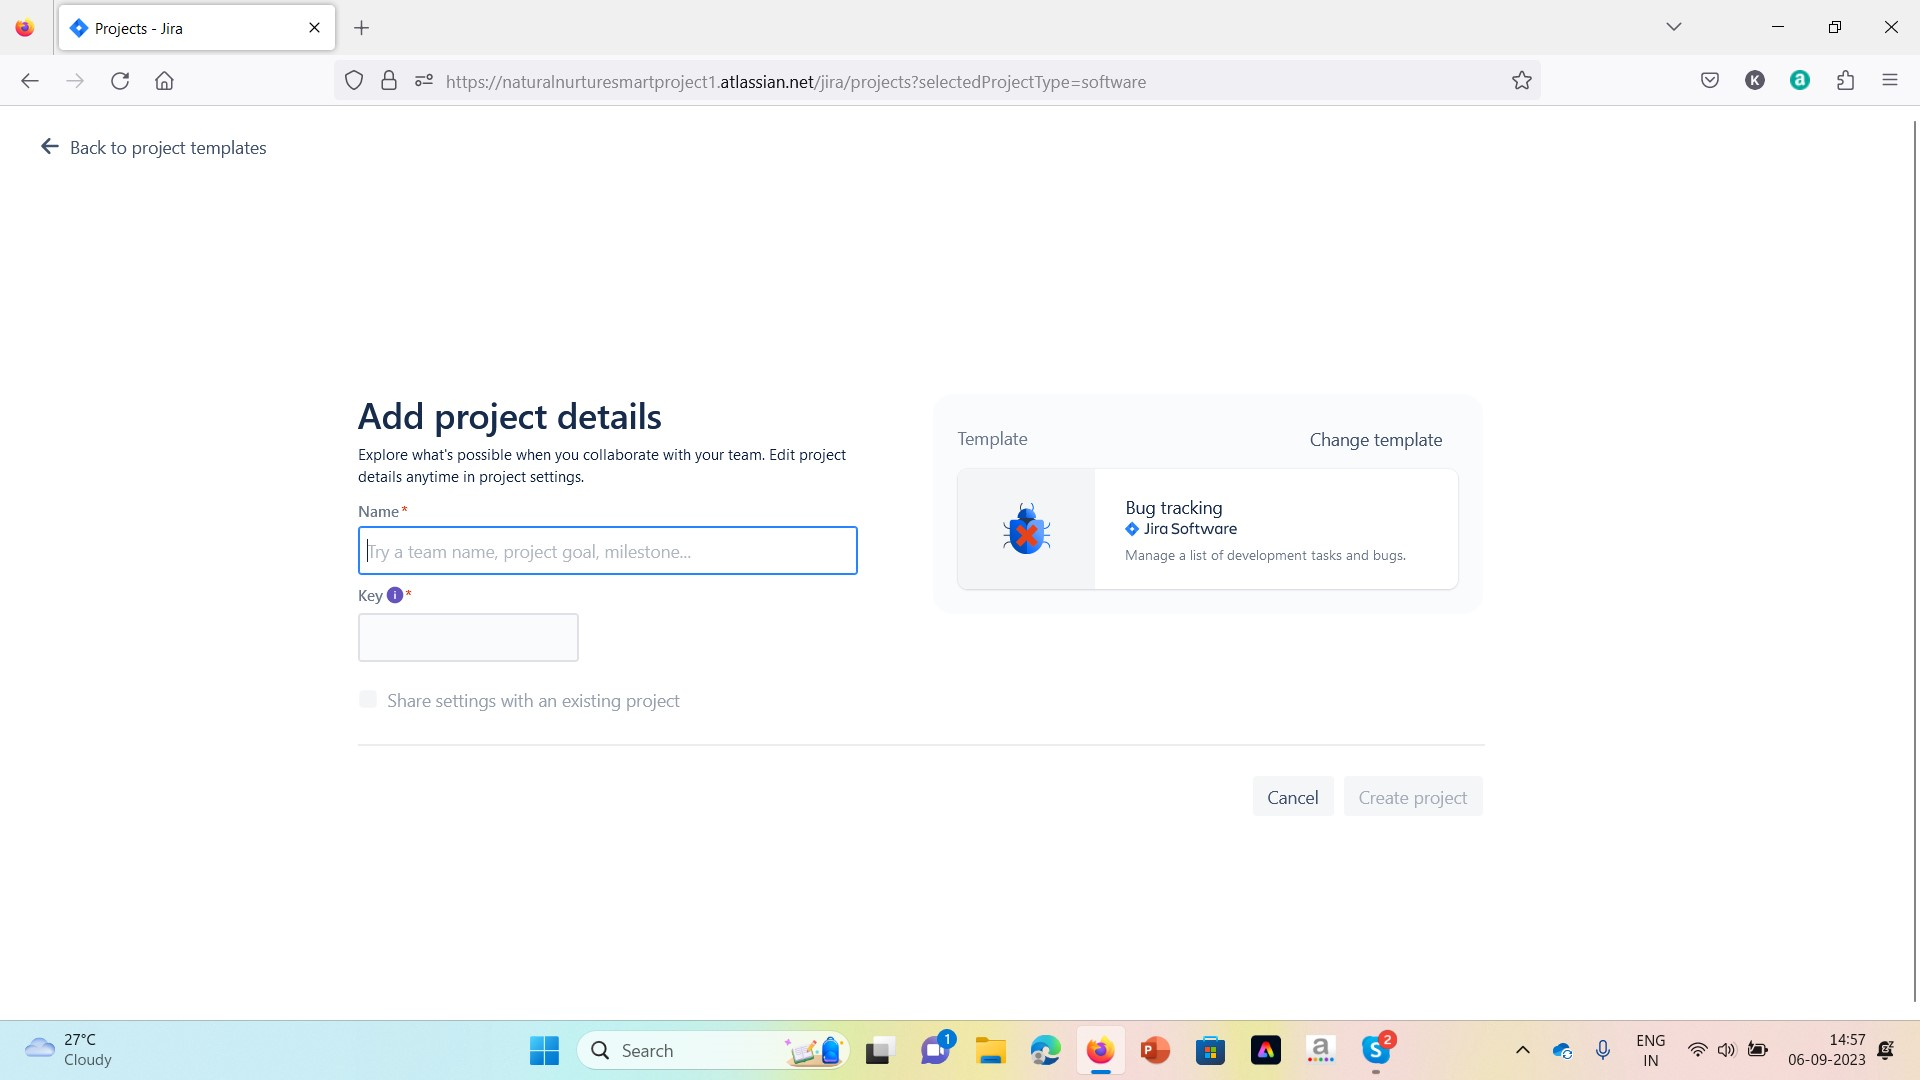 Projects - Jira
https://naturalnurturesmartproject1.atlassian.net/jira/projects?selectedProjectType=software
K
a
Back to project templates
Add project details
Explore what's possible when you collaborate with your team. Edit project
details anytime in project settings.
Name*
Try a team name, project goal, milestone...
Key i *
Share settings with an existing project
Template
Change template
Bug tracking
Jira Software
Manage a list of development tasks and bugs.
Cancel
Create project
27°C
Cloudy
Search
1
P
a
S
2
ENG
IN
14:57
06-09-2023